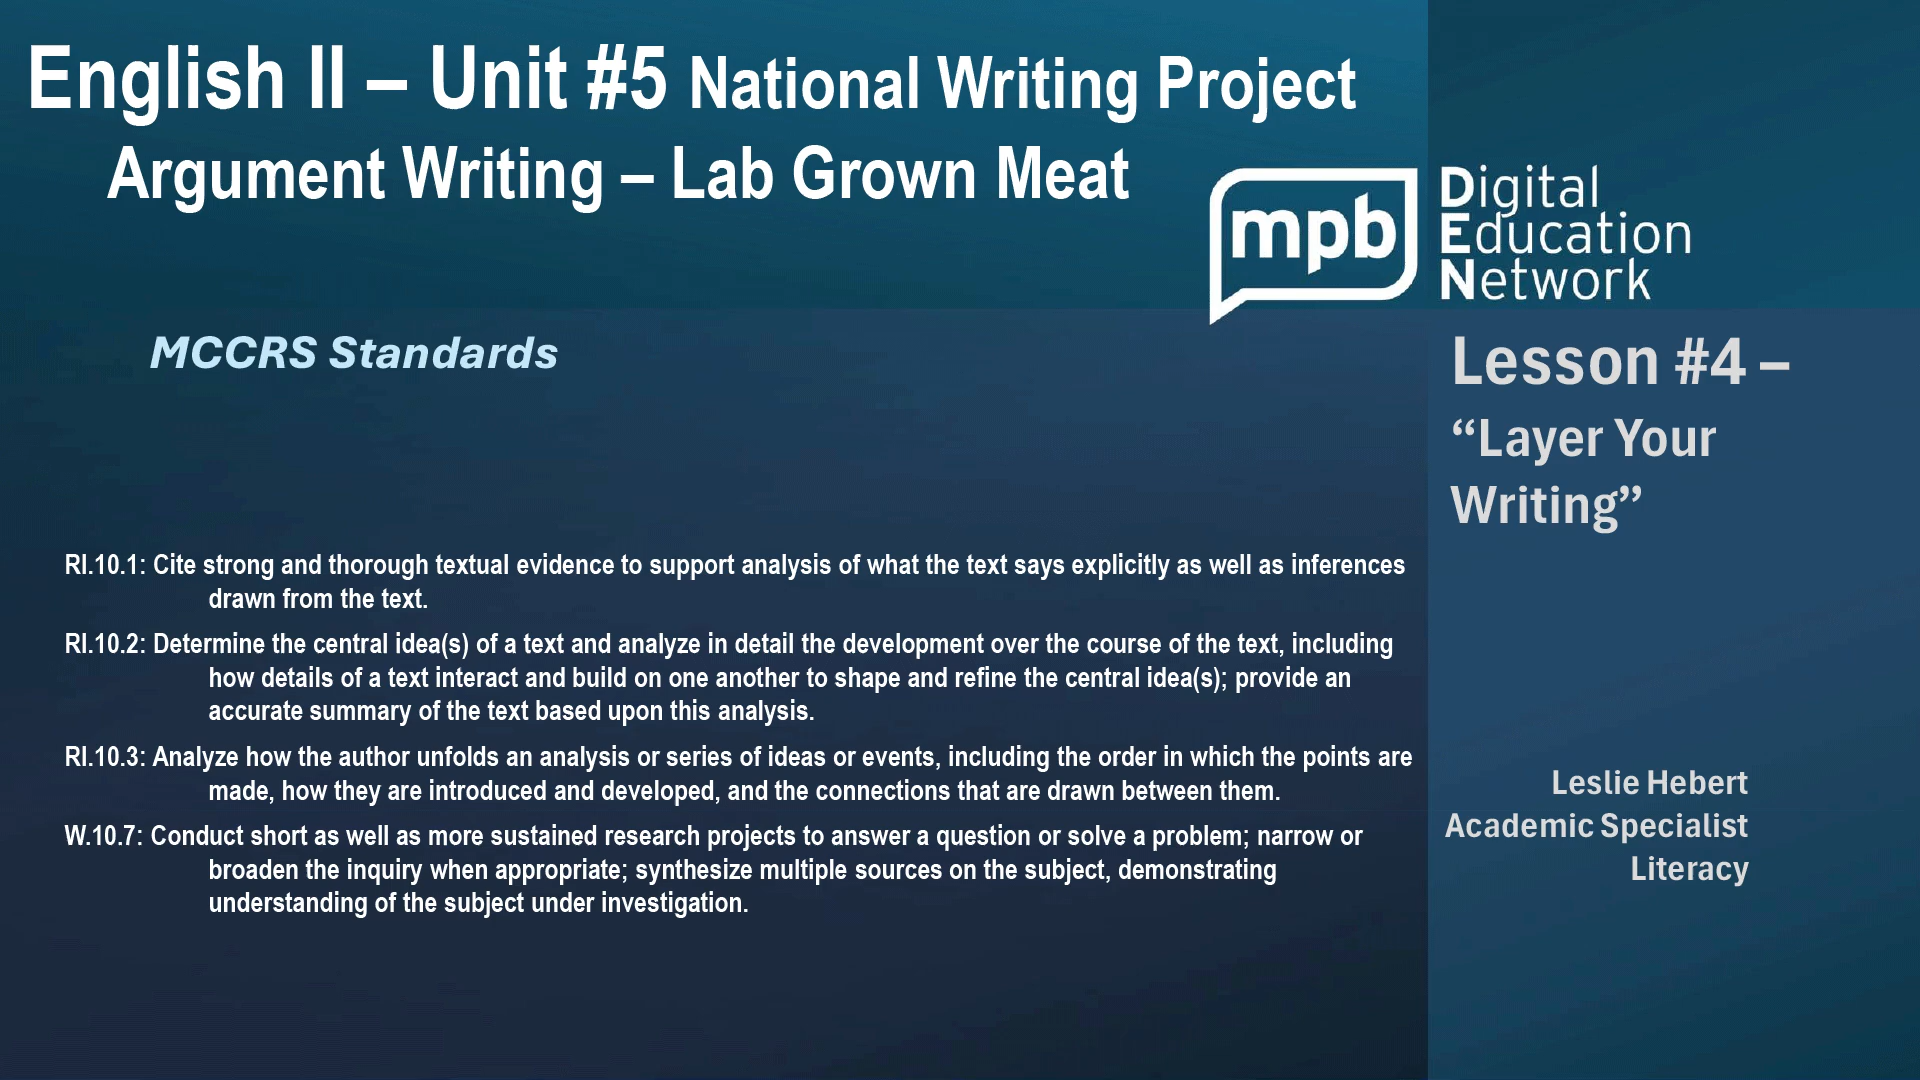 English II – Unit #5 National Writing Project
Argument Writing – Lab Grown Meat
mpb
Digital
Education
Network
MCCRS Standards
Lesson #4 –
“Layer Your
Writing”
RI.10.1: Cite strong and thorough textual evidence to support analysis of what the text says explicitly as well as inferences
drawn from the text.
RI.10.2: Determine the central idea(s) of a text and analyze in detail the development over the course of the text, including
how details of a text interact and build on one another to shape and refine the central idea(s); provide an
accurate summary of the text based upon this analysis.
RI.10.3: Analyze how the author unfolds an analysis or series of ideas or events, including the order in which the points are
made, how they are introduced and developed, and the connections that are drawn between them.
W.10.7: Conduct short as well as more sustained research projects to answer a question or solve a problem; narrow or
broaden the inquiry when appropriate; synthesize multiple sources on the subject, demonstrating
understanding of the subject under investigation.
Leslie Hebert
Academic Specialist
Literacy